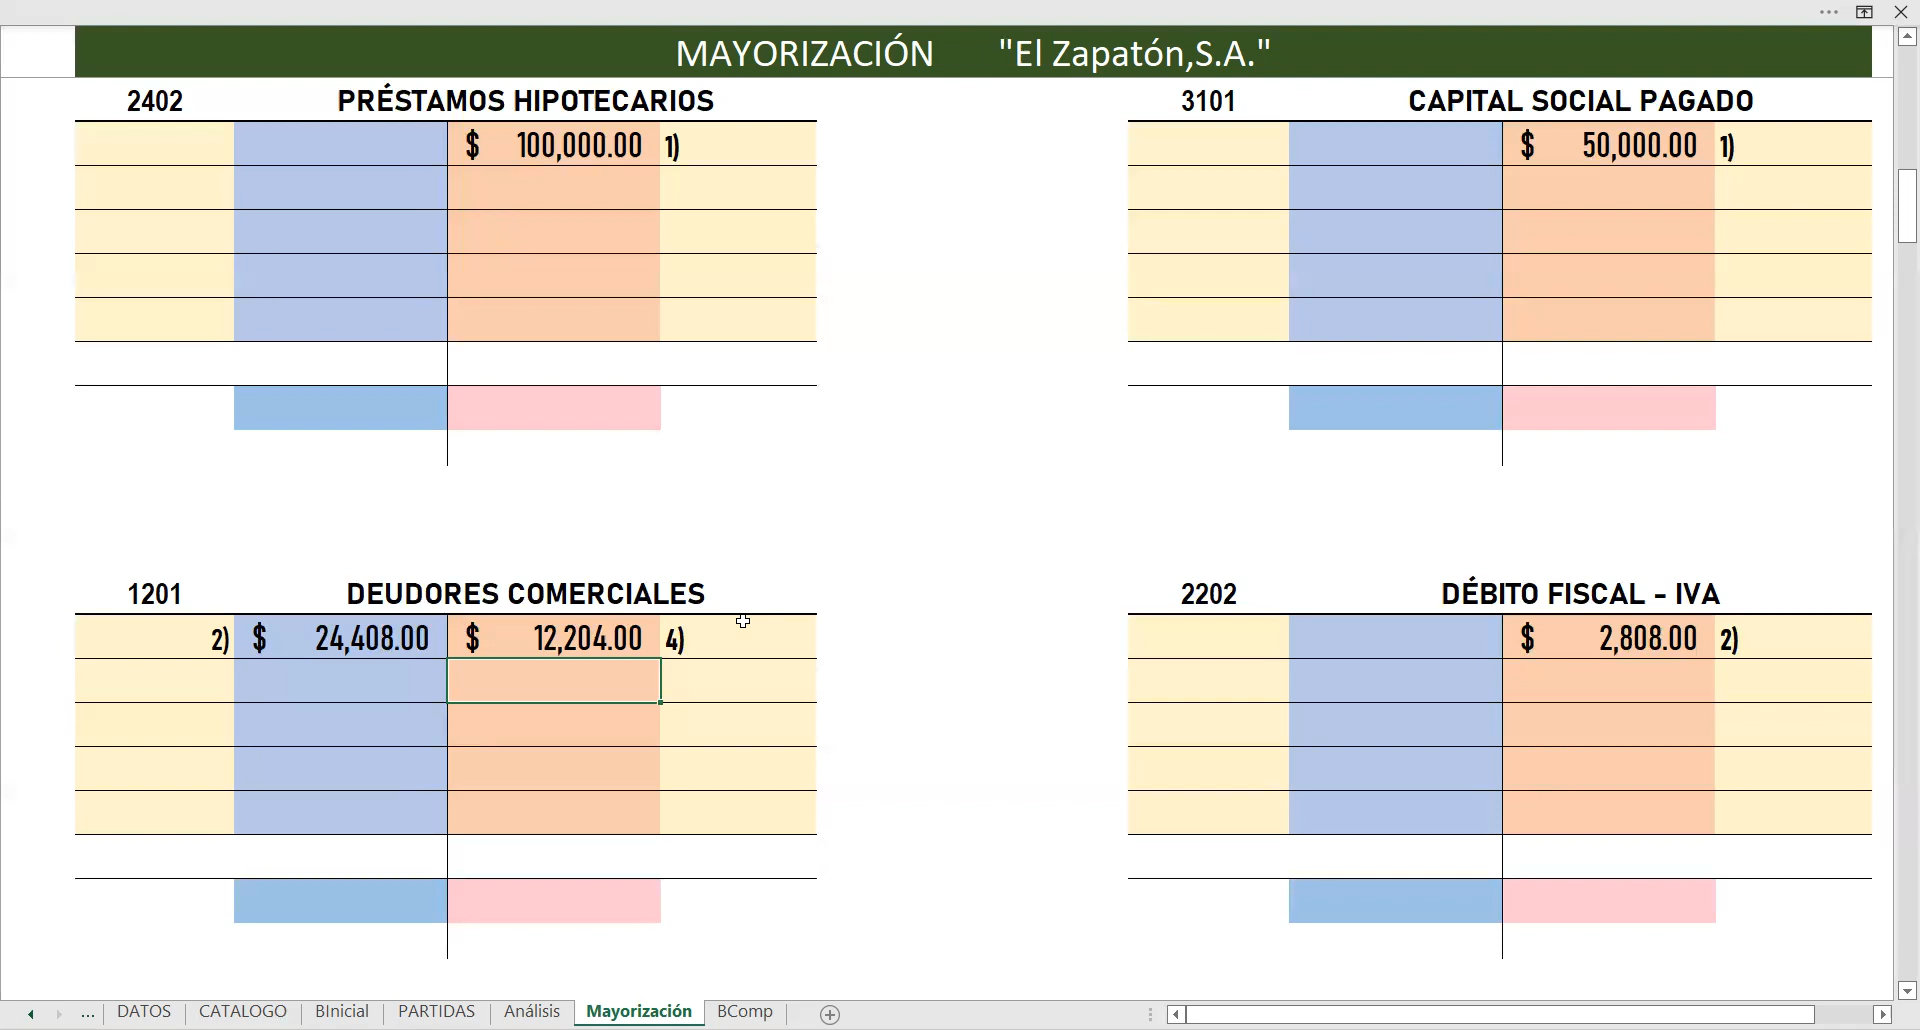 MAYORIZACIÓN "El Zapatón,S.A."
2402 PRÉSTAMOS HIPOTECARIOS
$ 100,000.00 1)
3101 CAPITAL SOCIAL PAGADO
$ 50,000.00 1)
1201 DEUDORES COMERCIALES
2) $ 24,408.00 $ 12,204.00 4)
2202 DÉBITO FISCAL - IVA
$ 2,808.00 2)
... DATOS CATALOGO BInicial PARTIDAS Análisis Mayorización BComp